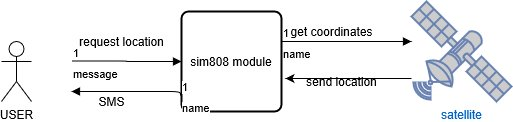 request location
1
message
SMS
USER
sim808 module
1
name
get coordinates
1
name
send location
satellite